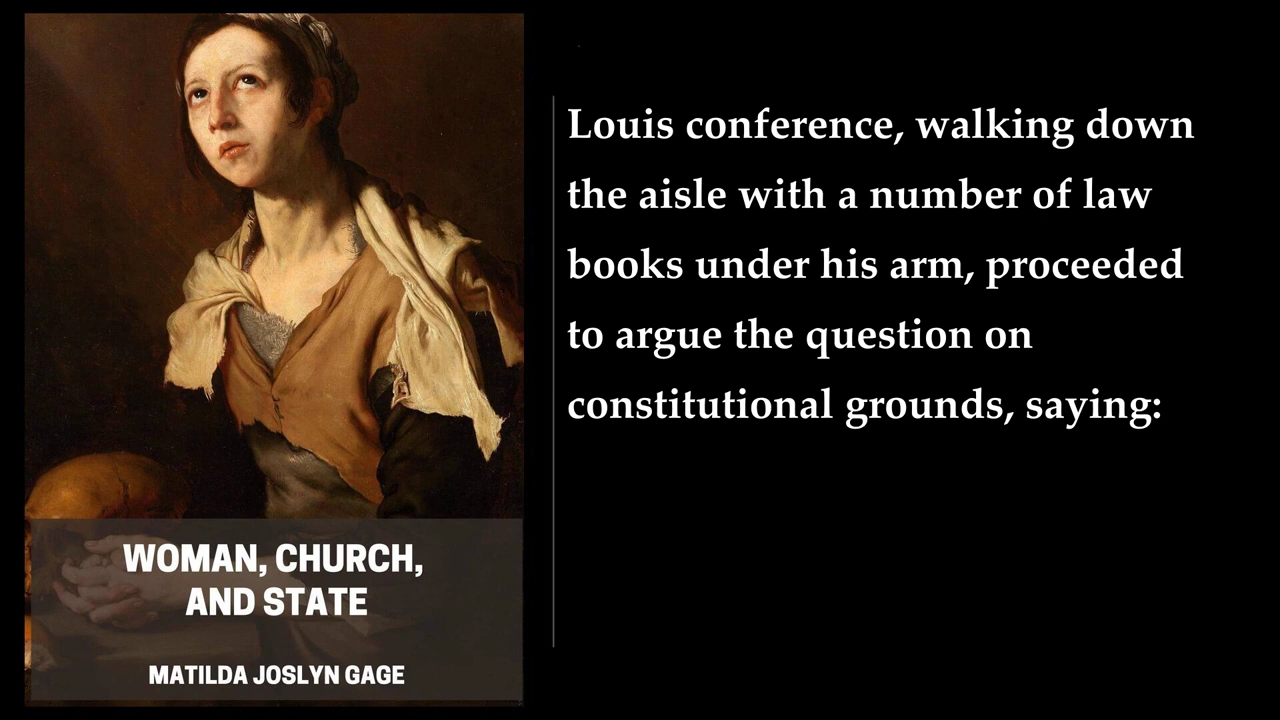 Louis conference, walking down
the aisle with a number of law
books under his arm, proceeded
to argue the question on
constitutional grounds, saying:
WOMAN, CHURCH,
AND STATE
MATILDA JOSLYN GAGE